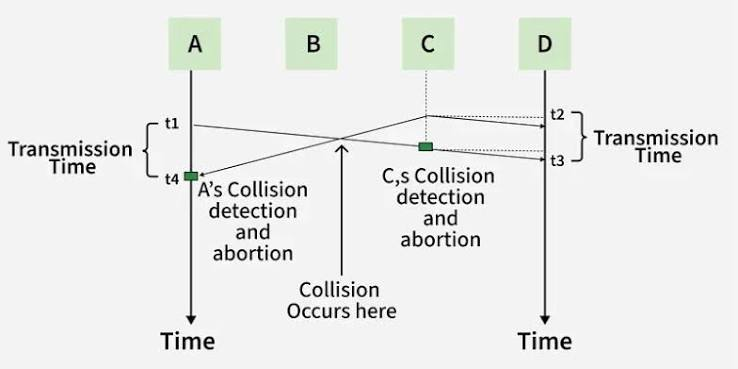 A
B
C
D
t1
t2
Transmission
Time
Transmission
Time
t3
t4
A's Collision
detection
and
abortion
C,s Collision
detection
and
abortion
Collision
Occurs here
Time
Time